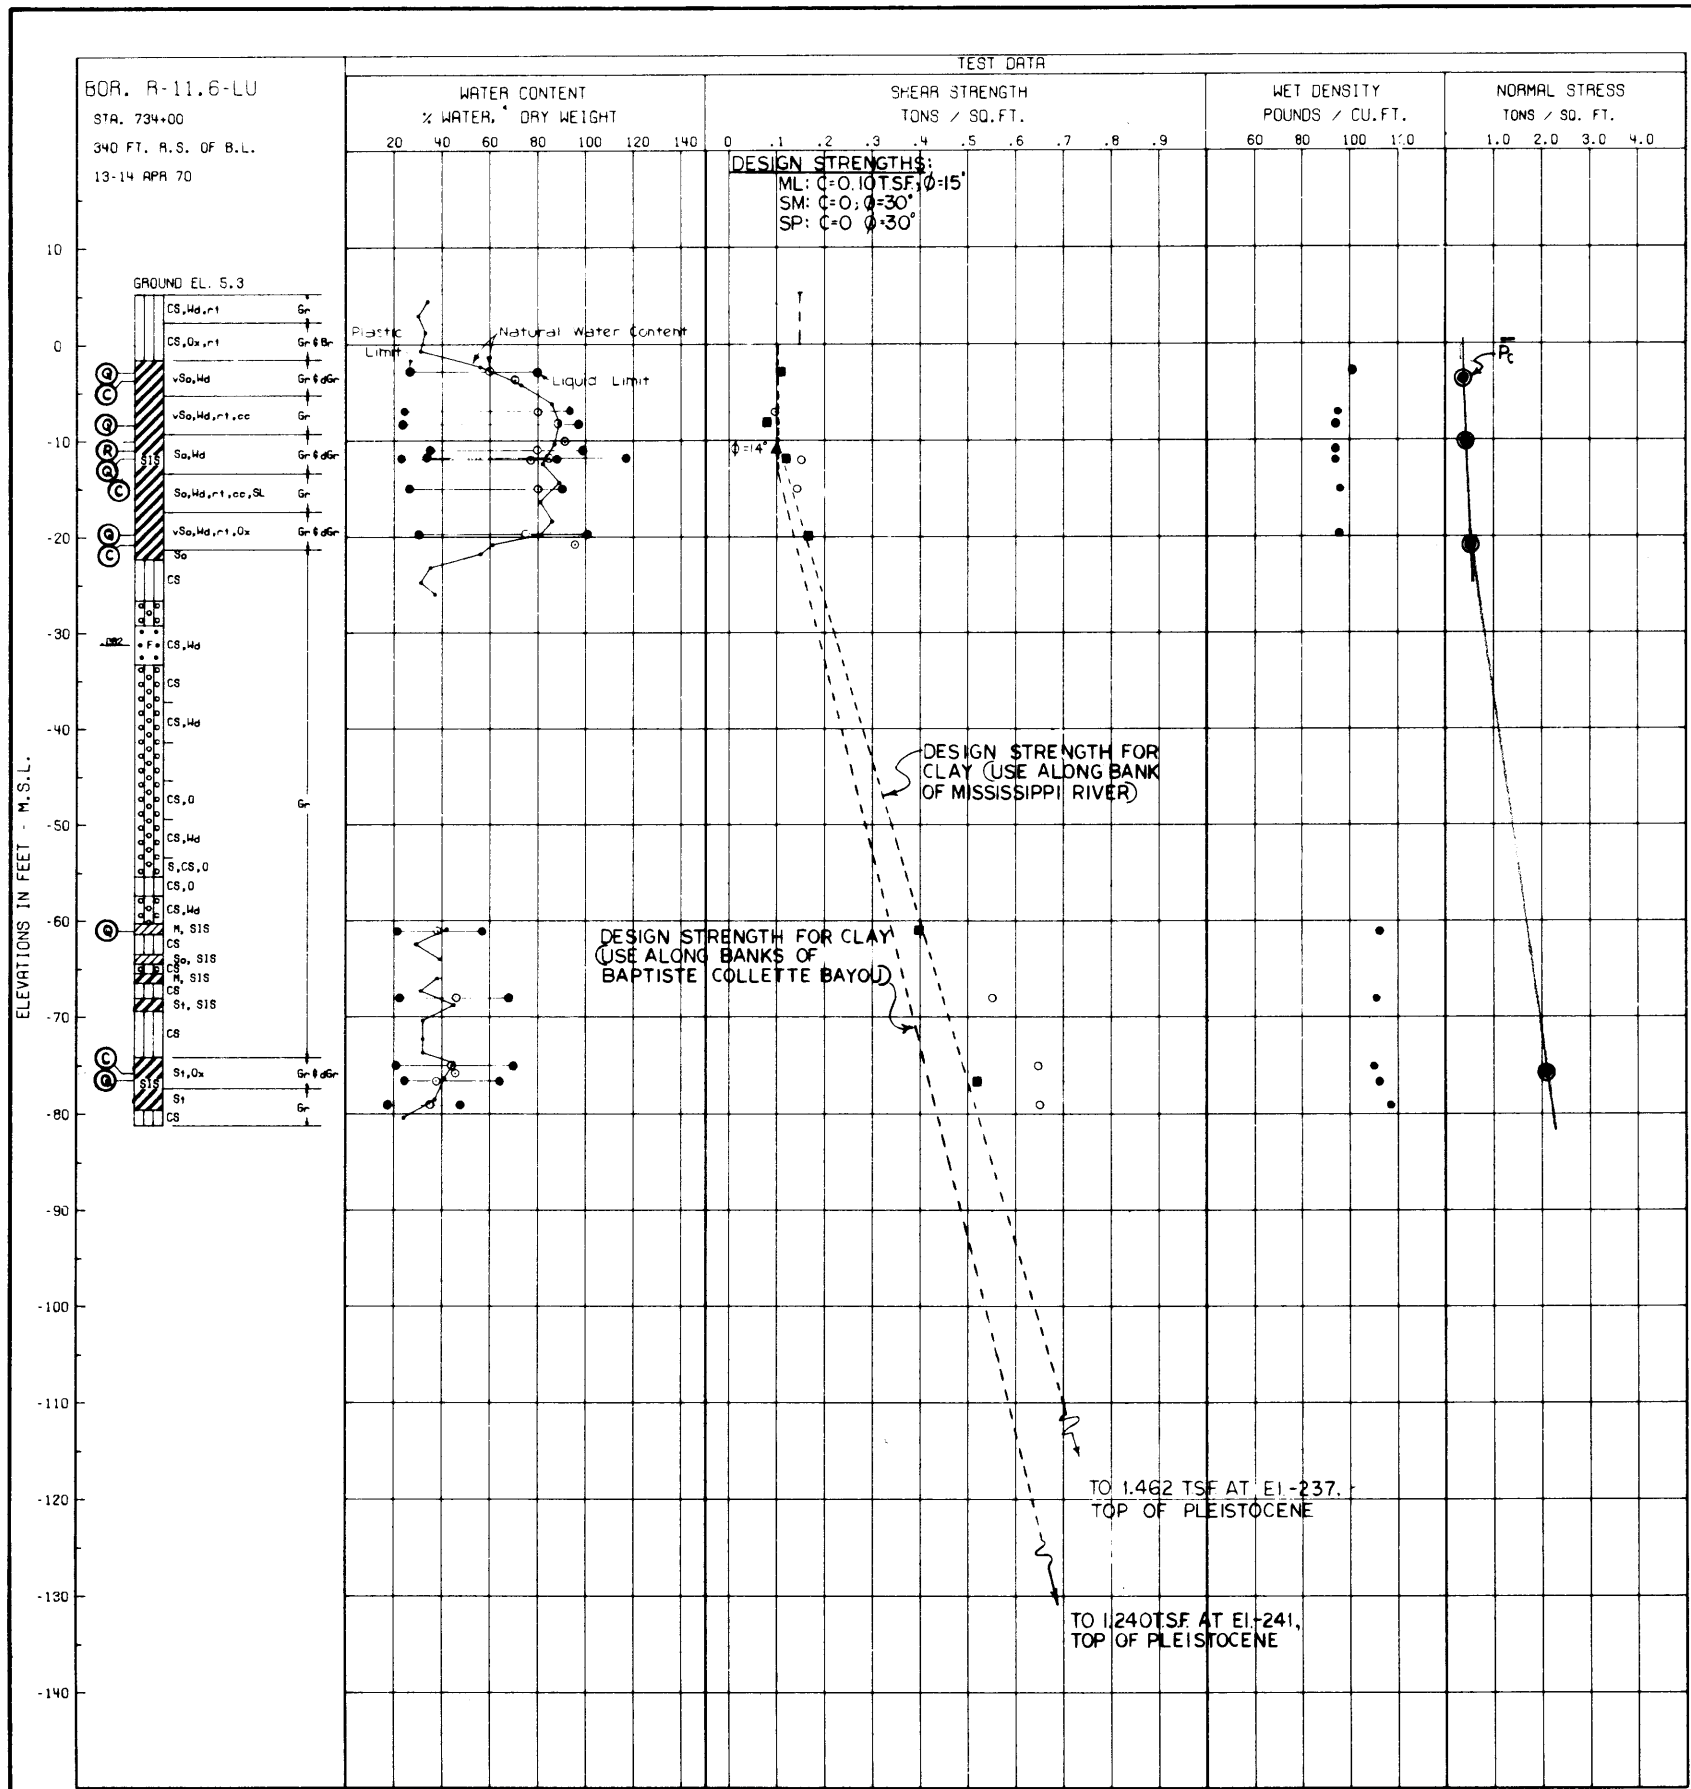 TEST DATA
BOR. R-11.6-LU
STA. 734+00
340 FT. R.S. OF B.L.
13-14 APR 70
WATER CONTENT
% WATER, DRY WEIGHT
20 40 60 80 100 120 140
SHEAR STRENGTH
TONS / SQ.FT.
0 .1 .2 .3 .4 .5 .6 .7 .8 .9
WET DENSITY
POUNDS / CU.FT.
60 80 100 120
NORMAL STRESS
TONS / SQ. FT.
1.0 2.0 3.0 4.0
DESIGN STRENGTHS:
ML: C=0.10 T.S.F.; Ø=15°
SM: C=0; Ø=30°
SP: C=0 Ø=30°
ELEVATIONS IN FEET - M.S.L.
10
0
-10
-20
-30
-40
-50
-60
-70
-80
-90
-100
-110
-120
-130
-140
GROUND EL. 5.3
CS,Wd,rt Gr
CS,Ox,rt Gr & Br
vSo,Wd Gr & dGr
vSo,Wd,rt,cc Gr
So,Wd Gr & dGr
SIS
So,Wd,rt,cc,SL Gr
vSo,Wd,rt,Ox Gr & dGr
So
CS
F CS,Wd
CS
CS,Wd
CS,O
Gr
CS,Wd
S,CS,O
CS,O
CS,Wd
M, SIS
CS
So, SIS
CS
M, SIS
CS
St, SIS
CS
St,Ox Gr & dGr
SIS
St
Gr
CS
Q
C
Q
R
Q
C
Q
C
Q
C
Q
Plastic
Limit
Natural Water Content
Liquid Limit
ϕ=14°
Pc
DESIGN STRENGTH FOR
CLAY (USE ALONG BANK
OF MISSISSIPPI RIVER)
DESIGN STRENGTH FOR CLAY
(USE ALONG BANKS OF
BAPTISTE COLLETTE BAYOU)
TO 1.462 TSF AT El.-237.
TOP OF PLEISTOCENE
TO 1.240 T.S.F. AT El.-241,
TOP OF PLEISTOCENE